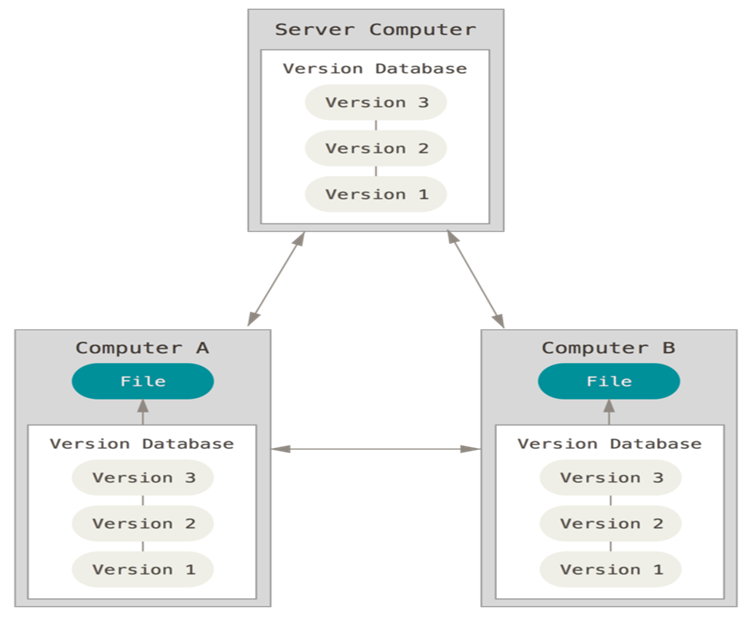 Server Computer
Version Database
Version 3
Version 2
Version 1
Computer A
File
Version Database
Version 3
Version 2
Version 1
Computer B
File
Version Database
Version 3
Version 2
Version 1